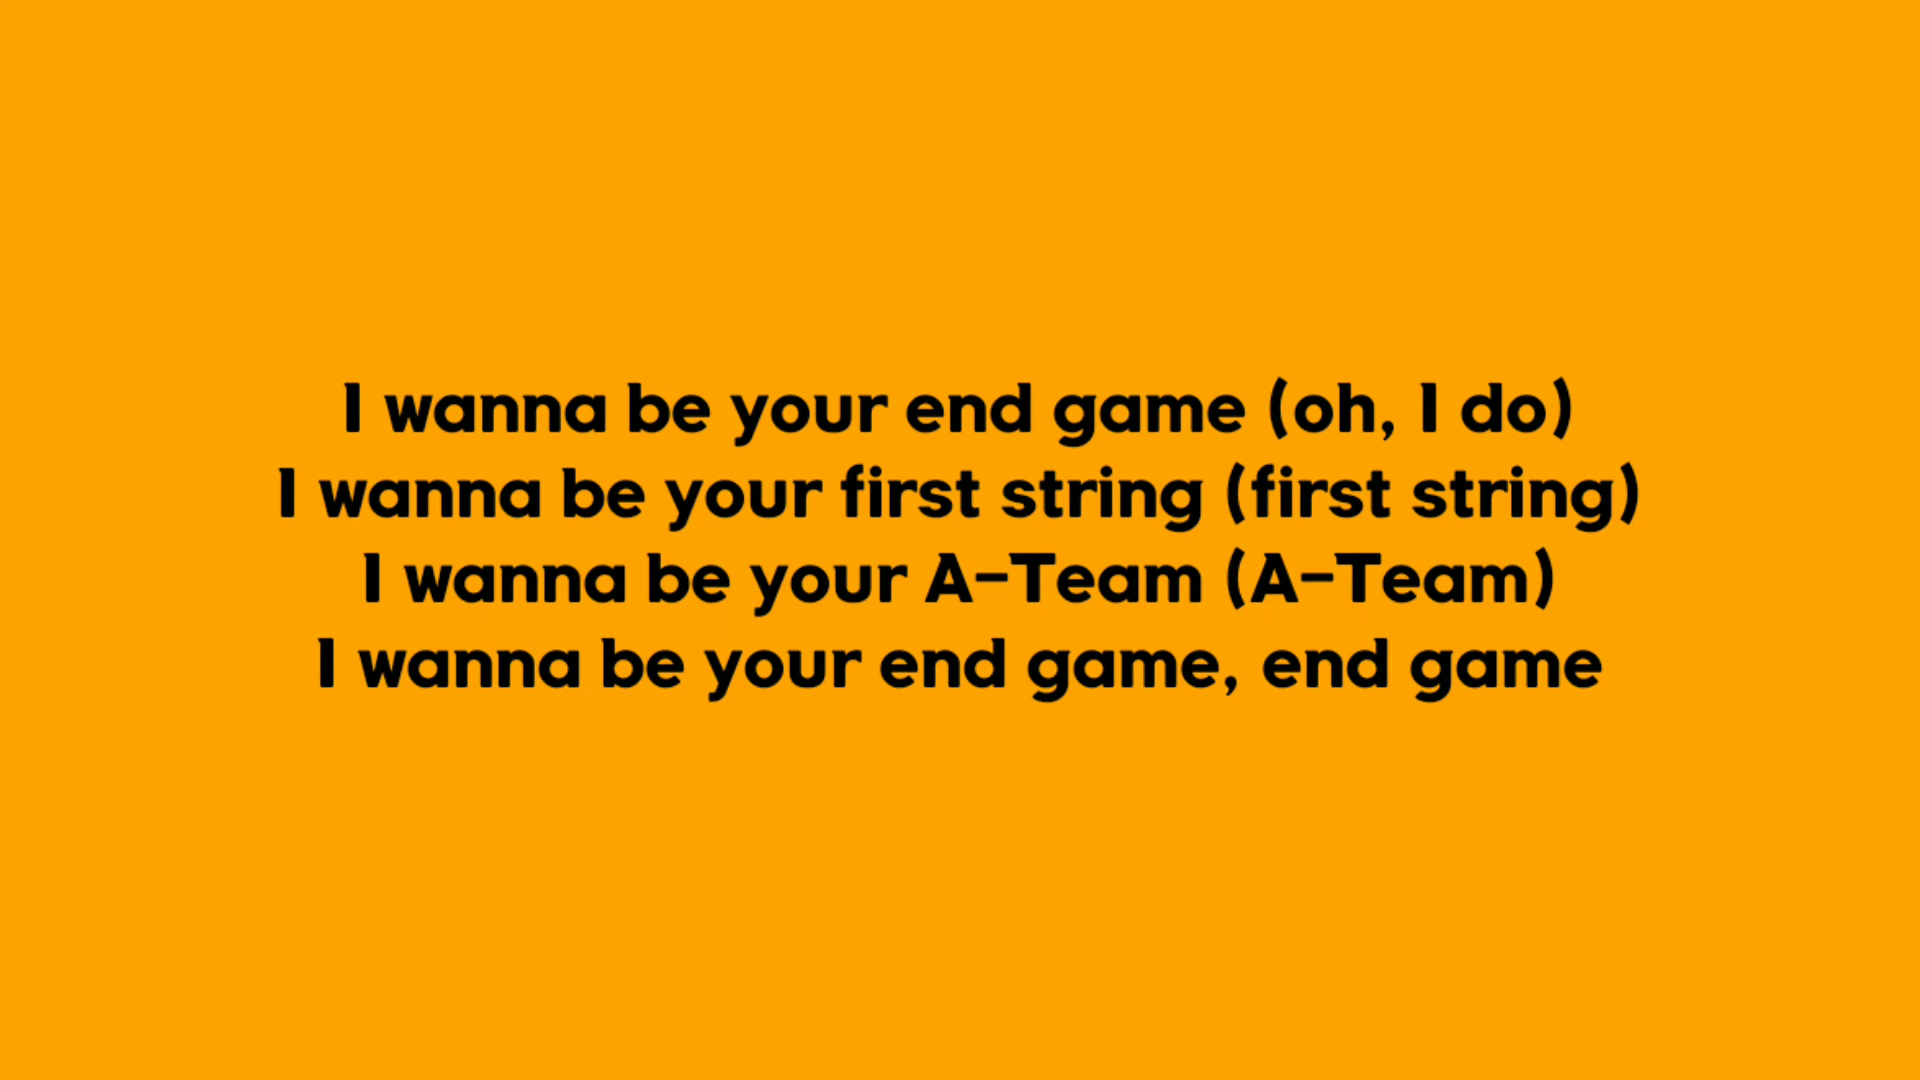 I wanna be your end game (oh, I do)
I wanna be your first string (first string)
I wanna be your A-Team (A-Team)
I wanna be your end game, end game